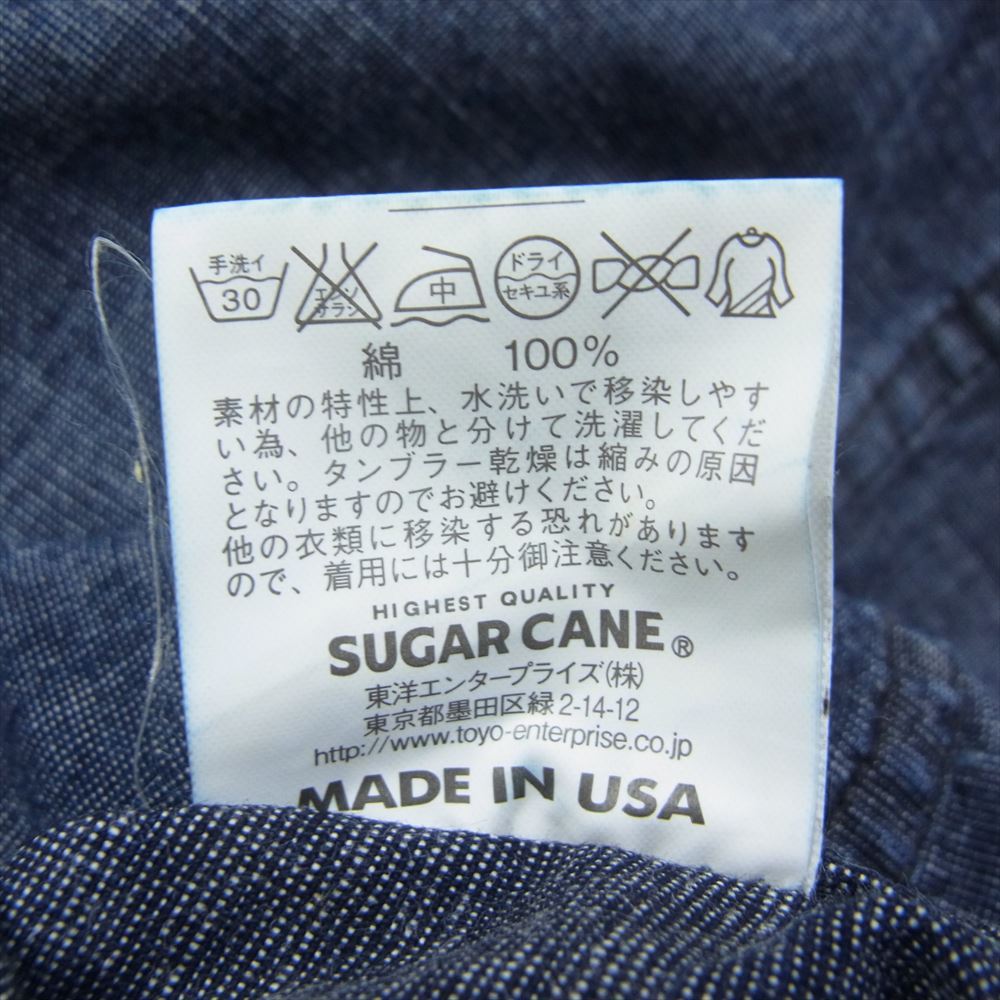 手洗イ
30
エンソ
サラシ
中
ドライ
セキユ系
綿 100%
素材の特性上、水洗いで移染しやす
い為、他の物と分けて洗濯してくだ
さい。タンブラー乾燥は縮みの原因
となりますのでお避けください。
他の衣類に移染する恐れがあります
ので、着用には十分御注意ください。
HIGHEST QUALITY
SUGAR CANE®
東洋エンタープライズ(株)
東京都墨田区緑2-14-12
http://www.toyo-enterprise.co.jp
MADE IN USA